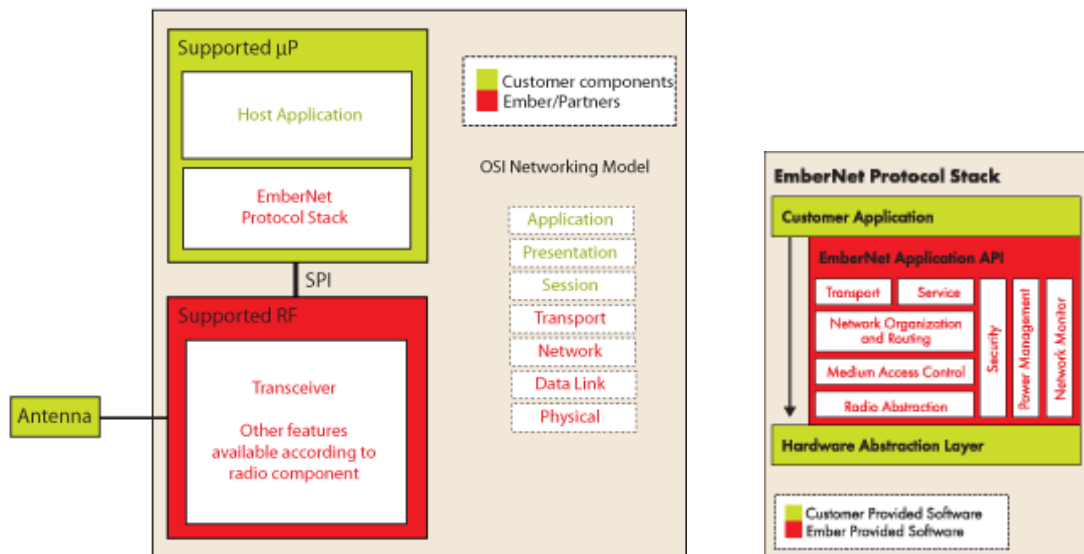 Supported µP
Host Application
EmberNet
Protocol Stack
SPI
Supported RF
Transceiver
Other features
available according to
radio component
Antenna
Customer components
Ember/Partners
OSI Networking Model
Application
Presentation
Session
Transport
Network
Data Link
Physical
EmberNet Protocol Stack
Customer Application
EmberNet Application API
Transport
Service
Network Organization
and Routing
Medium Access Control
Radio Abstraction
Security
Power Management
Network Monitor
Hardware Abstraction Layer
Customer Provided Software
Ember Provided Software